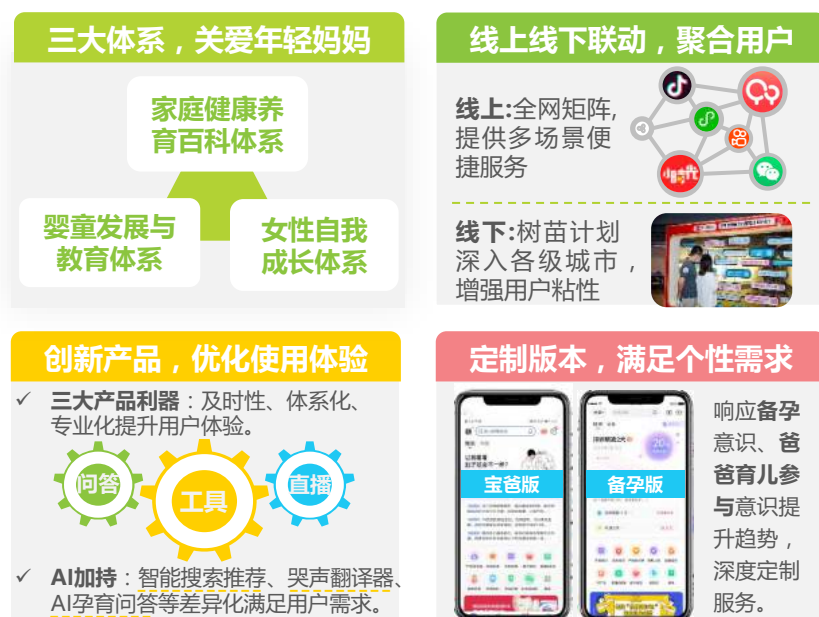 三大体系，关爱年轻妈妈
家庭健康养
育百科体系
婴童发展与
教育体系
女性自我
成长体系
线上线下联动，聚合用户
线上:全网矩阵,
提供多场景便
捷服务
线下:树苗计划
深入各级城市，
增强用户粘性
创新产品，优化使用体验
✓ 三大产品利器：及时性、体系化、
专业化提升用户体验。
问答
工具
直播
✓ AI加持：智能搜索推荐、哭声翻译器、
AI孕育问答等差异化满足用户需求。
定制版本，满足个性需求
宝爸版
备孕版
响应备孕
意识、爸
爸育儿参
与意识提
升趋势，
深度定制
服务。